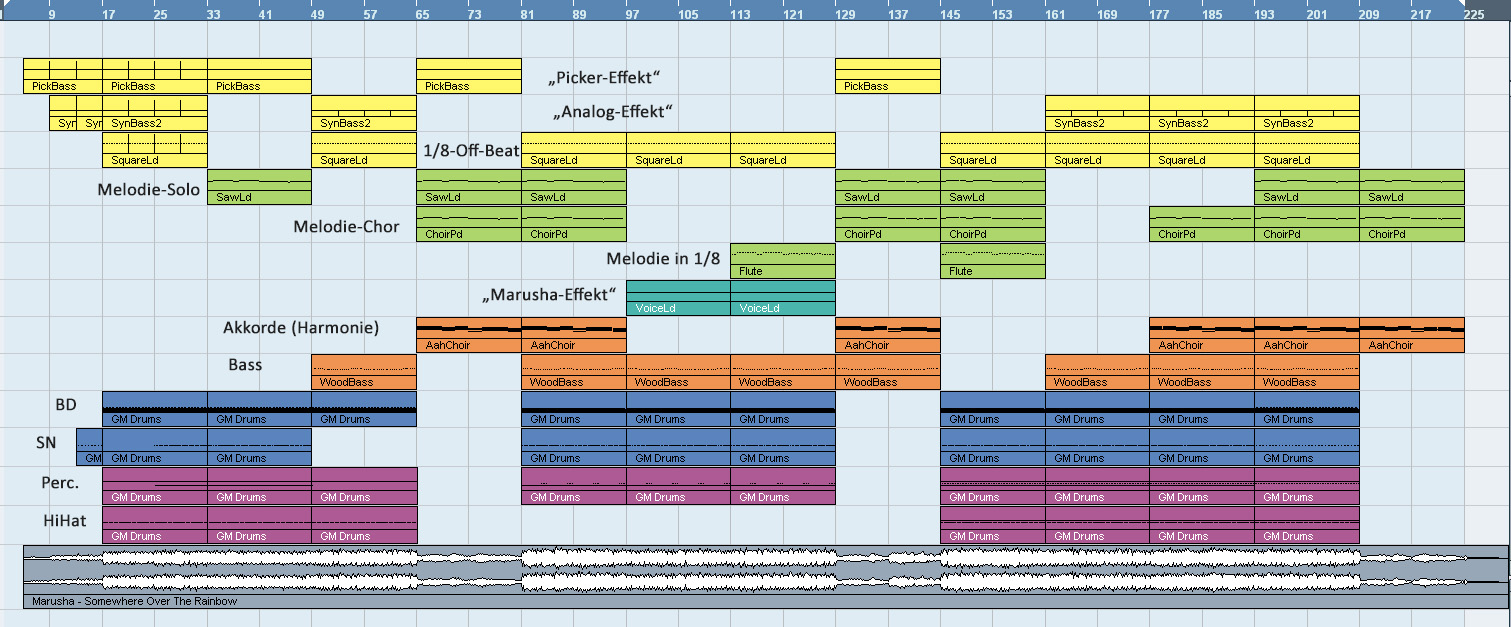 9 17 25 33 41 49 57 65 73 81 89 97 105 113 121 129 137 145 153 161 169 177 185 193 201 209 217 225
PickBass PickBass PickBass PickBass „Picker-Effekt“ PickBass
Syn Syr SynBass2 SynBass2 „Analog-Effekt“ SynBass2 SynBass2 SynBass2
SquareLd SquareLd 1/8-Off-Beat SquareLd SquareLd SquareLd SquareLd SquareLd SquareLd SquareLd
Melodie-Solo SawLd SawLd SawLd SawLd SawLd SawLd SawLd
Melodie-Chor ChoirPd ChoirPd ChoirPd ChoirPd ChoirPd ChoirPd ChoirPd
Melodie in 1/8 Flute Flute
„Marusha-Effekt“ VoiceLd VoiceLd
Akkorde (Harmonie) AahChoir AahChoir AahChoir AahChoir AahChoir AahChoir
Bass WoodBass WoodBass WoodBass WoodBass WoodBass WoodBass WoodBass WoodBass
BD GM Drums GM Drums GM Drums GM Drums GM Drums GM Drums GM Drums GM Drums GM Drums GM Drums
SN GM GM Drums GM Drums GM Drums GM Drums GM Drums GM Drums GM Drums GM Drums GM Drums
Perc. GM Drums GM Drums GM Drums GM Drums GM Drums GM Drums GM Drums GM Drums GM Drums GM Drums
HiHat GM Drums GM Drums GM Drums GM Drums GM Drums GM Drums GM Drums
Marusha - Somewhere Over The Rainbow